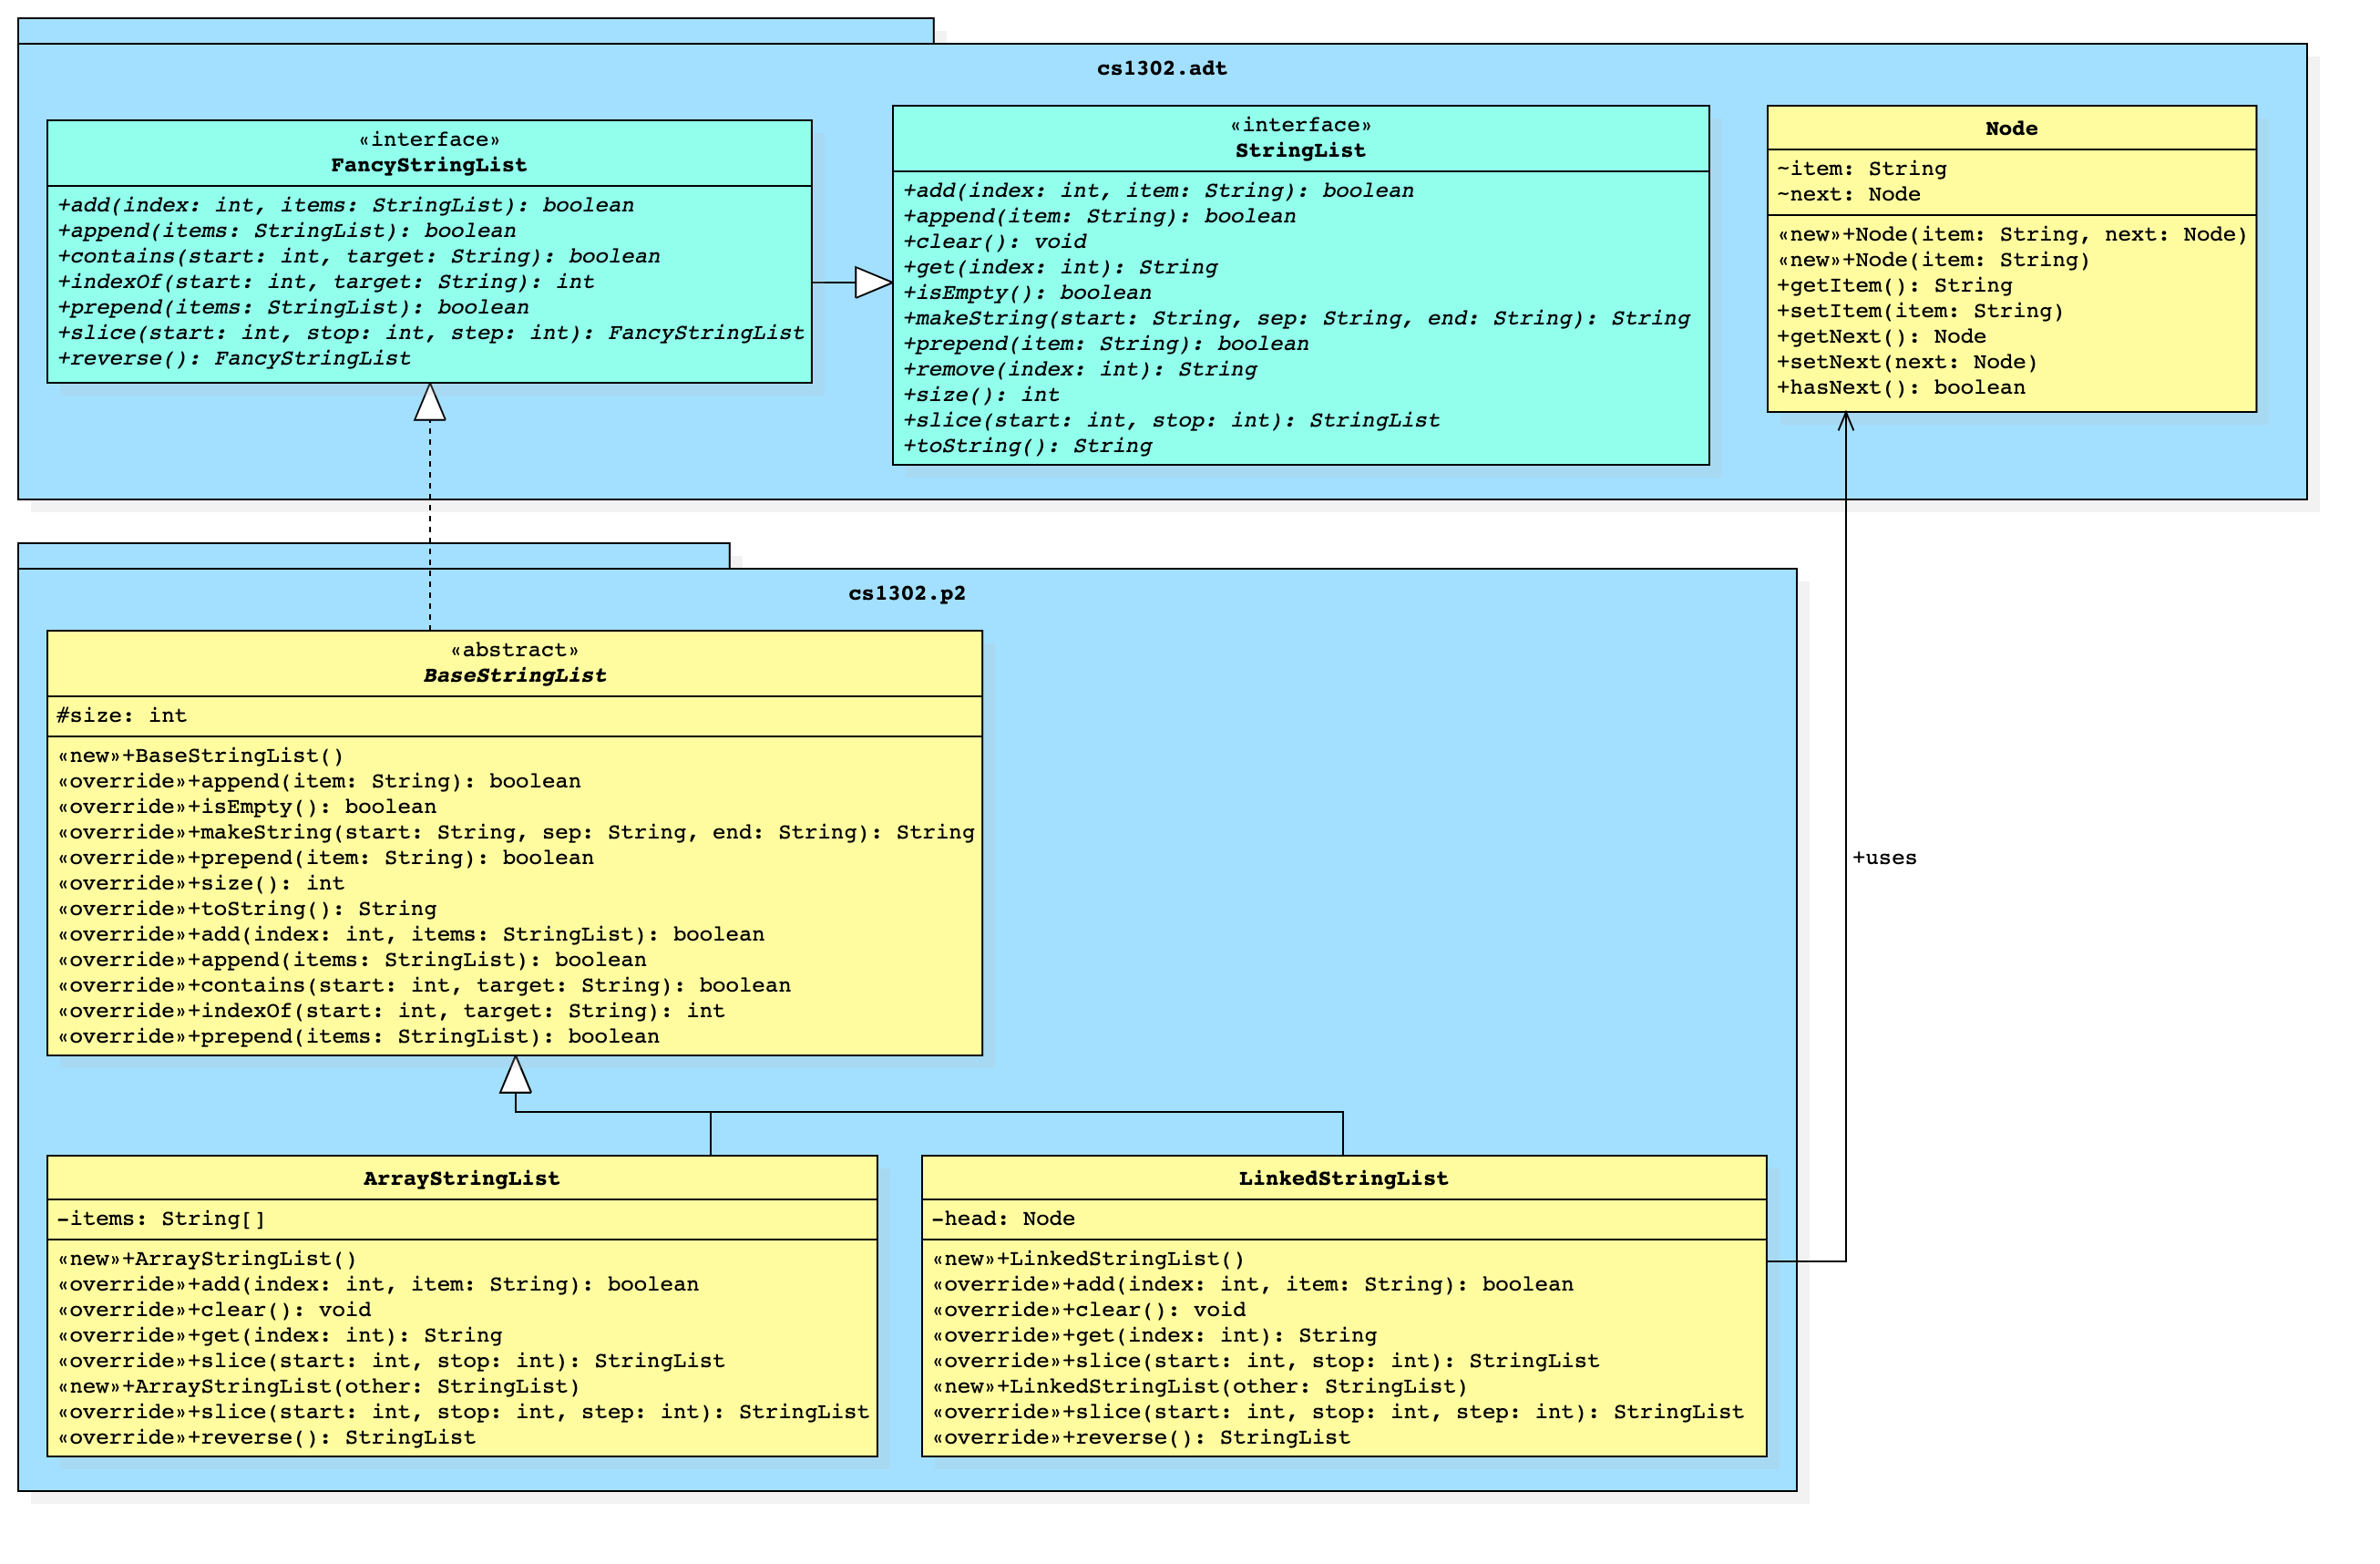 cs1302.adt
«interface»
FancyStringList
+add(index: int, items: StringList): boolean
+append(items: StringList): boolean
+contains(start: int, target: String): boolean
+indexOf(start: int, target: String): int
+prepend(items: StringList): boolean
+slice(start: int, stop: int, step: int): FancyStringList
+reverse(): FancyStringList
«interface»
StringList
+add(index: int, item: String): boolean
+append(item: String): boolean
+clear(): void
+get(index: int): String
+isEmpty(): boolean
+makeString(start: String, sep: String, end: String): String
+prepend(item: String): boolean
+remove(index: int): String
+size(): int
+slice(start: int, stop: int): StringList
+toString(): String
Node
~item: String
~next: Node
«new»+Node(item: String, next: Node)
«new»+Node(item: String)
+getItem(): String
+setItem(item: String)
+getNext(): Node
+setNext(next: Node)
+hasNext(): boolean
cs1302.p2
«abstract»
BaseStringList
#size: int
«new»+BaseStringList()
«override»+append(item: String): boolean
«override»+isEmpty(): boolean
«override»+makeString(start: String, sep: String, end: String): String
«override»+prepend(item: String): boolean
«override»+size(): int
«override»+toString(): String
«override»+add(index: int, items: StringList): boolean
«override»+append(items: StringList): boolean
«override»+contains(start: int, target: String): boolean
«override»+indexOf(start: int, target: String): int
«override»+prepend(items: StringList): boolean
+uses
ArrayStringList
-items: String[]
«new»+ArrayStringList()
«override»+add(index: int, item: String): boolean
«override»+clear(): void
«override»+get(index: int): String
«override»+slice(start: int, stop: int): StringList
«new»+ArrayStringList(other: StringList)
«override»+slice(start: int, stop: int, step: int): StringList
«override»+reverse(): StringList
LinkedStringList
-head: Node
«new»+LinkedStringList()
«override»+add(index: int, item: String): boolean
«override»+clear(): void
«override»+get(index: int): String
«override»+slice(start: int, stop: int): StringList
«new»+LinkedStringList(other: StringList)
«override»+slice(start: int, stop: int, step: int): StringList
«override»+reverse(): StringList